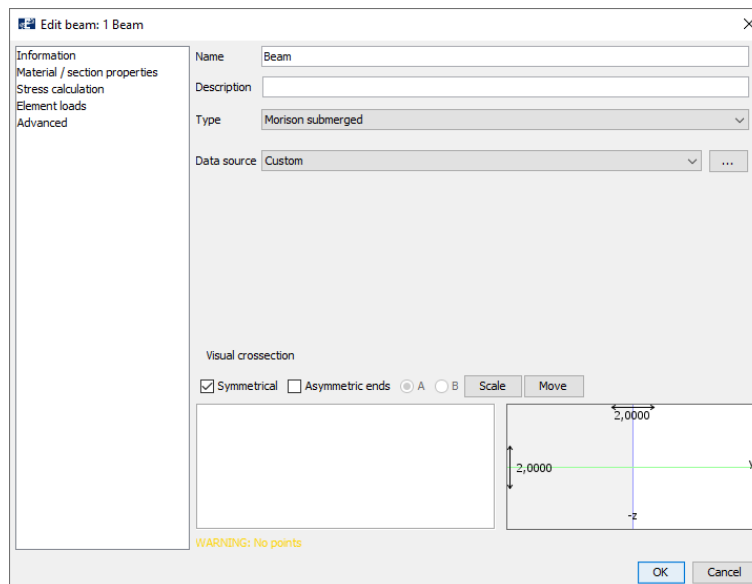 Edit beam: 1 Beam
Information
Material / section properties
Stress calculation
Element loads
Advanced
Name Beam
Description
Type Morison submerged
Data source Custom ...
Visual crossection
Symmetrical Asymmetric ends A B Scale Move
2,0000
2,0000
y
-z
WARNING: No points
OK Cancel